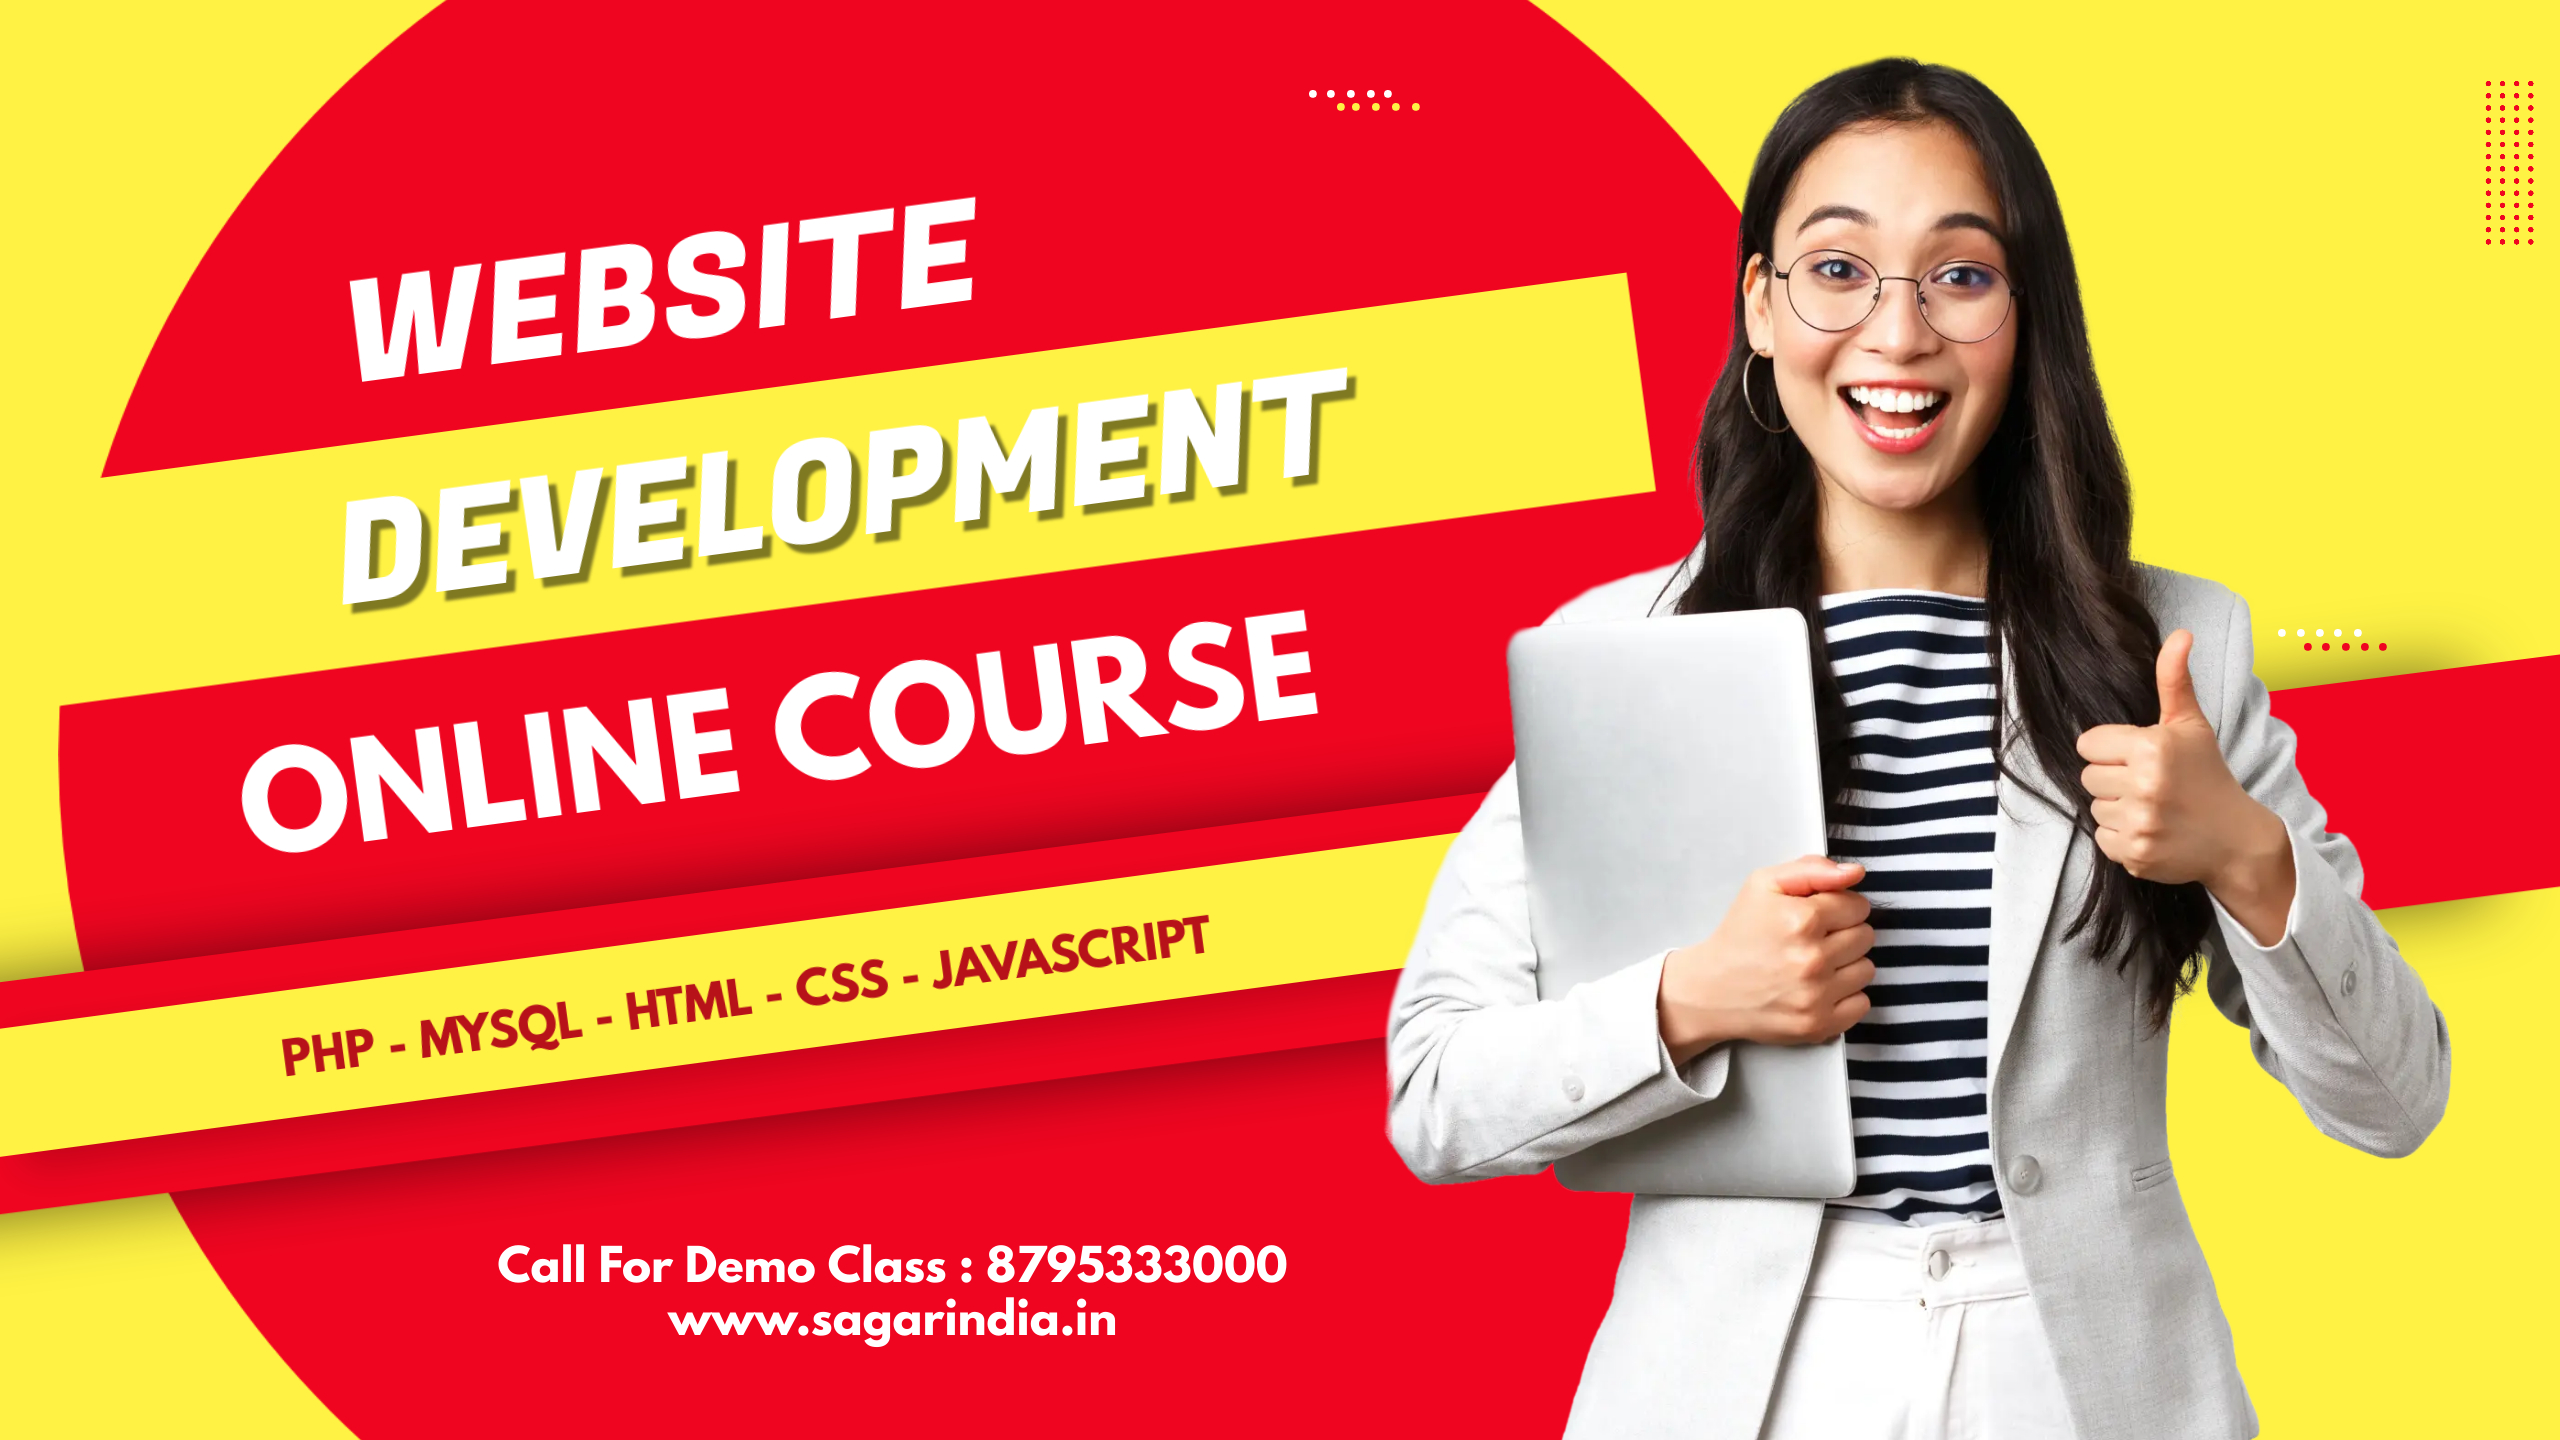 WEBSITE
DEVELOPMENT
ONLINE COURSE
PHP - MYSQL - HTML - CSS - JAVASCRIPT
Call For Demo Class : 8795333000
www.sagarindia.in